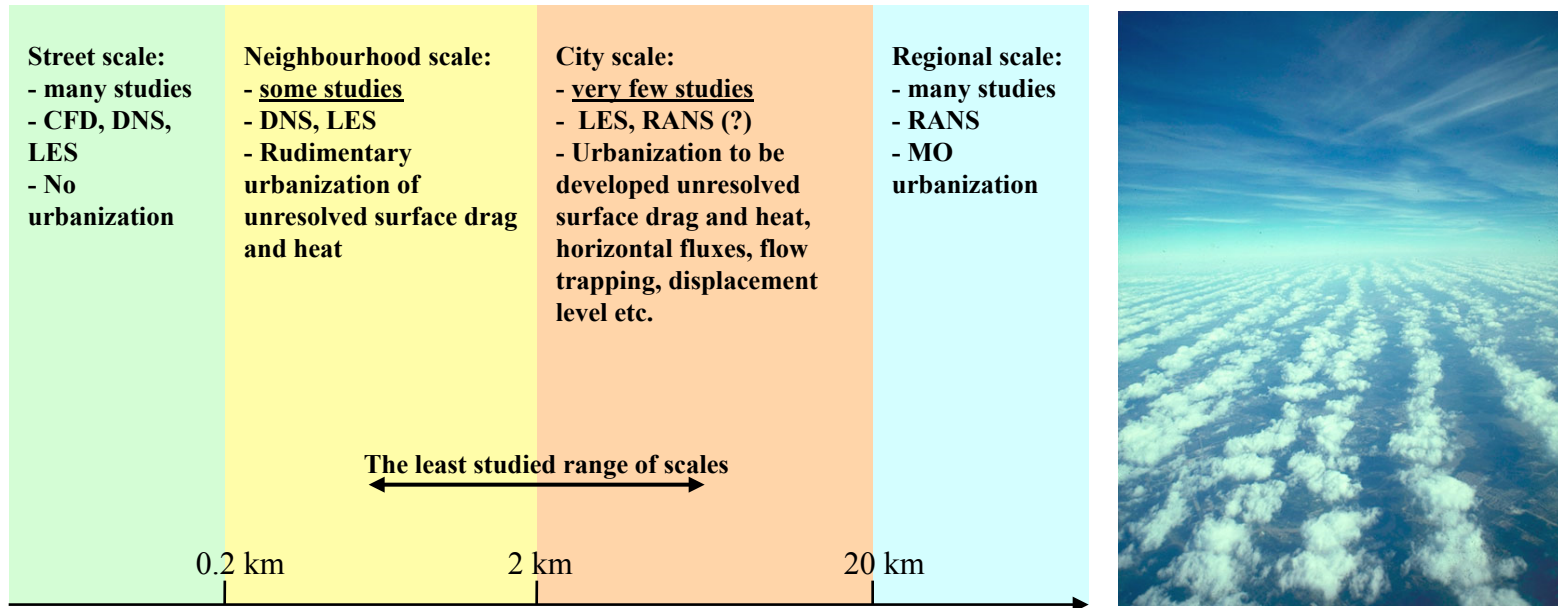 Street scale:
- many studies
- CFD, DNS,
LES
- No
urbanization
Neighbourhood scale:
- some studies
- DNS, LES
- Rudimentary
urbanization of
unresolved surface drag
and heat
City scale:
- very few studies
- LES, RANS (?)
- Urbanization to be
developed unresolved
surface drag and heat,
horizontal fluxes, flow
trapping, displacement
level etc.
Regional scale:
- many studies
- RANS
- MO
urbanization
The least studied range of scales
0.2 km
2 km
20 km